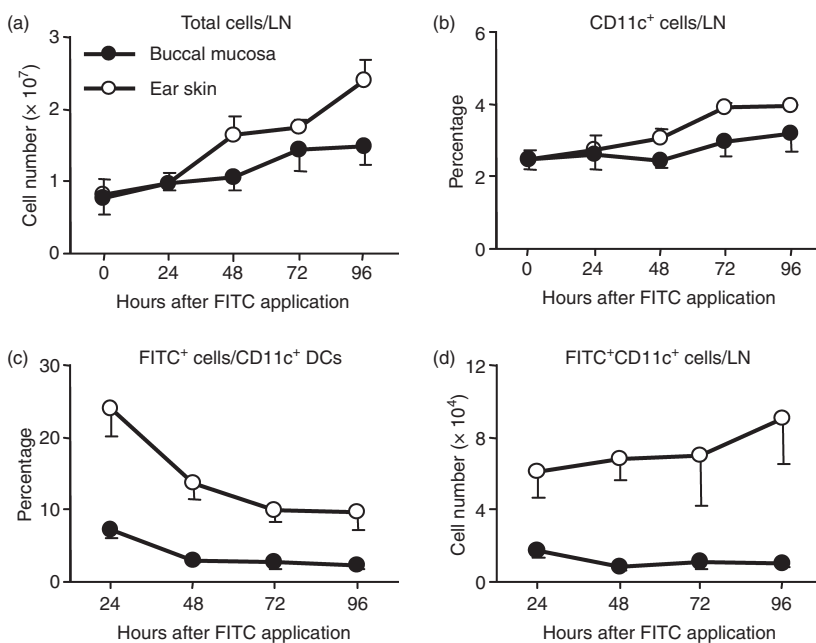 (a)
Total cells/LN
3
2
1
0
Cell number (× 10⁷)
Buccal mucosa
Ear skin
0 24 48 72 96
Hours after FITC application
(b)
CD11c⁺ cells/LN
6
4
2
0
Percentage
0 24 48 72 96
Hours after FITC application
(c)
FITC⁺ cells/CD11c⁺ DCs
30
20
10
0
Percentage
24 48 72 96
Hours after FITC application
(d)
FITC⁺CD11c⁺ cells/LN
12
8
4
0
Cell number (× 10⁴)
24 48 72 96
Hours after FITC application